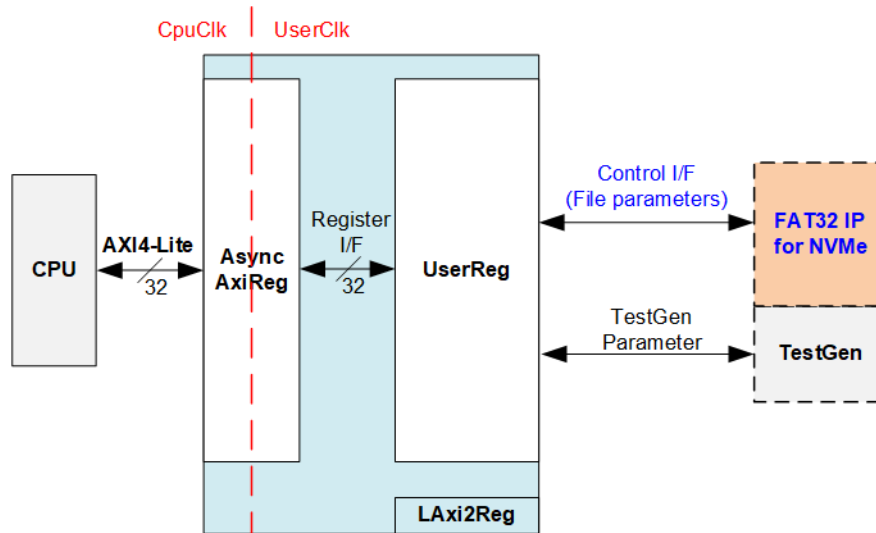 CpuClk
UserClk
CPU
AXI4-Lite
32
Async
AxiReg
Register
I/F
32
UserReg
LAxi2Reg
Control I/F
(File parameters)
TestGen
Parameter
FAT32 IP
for NVMe
TestGen